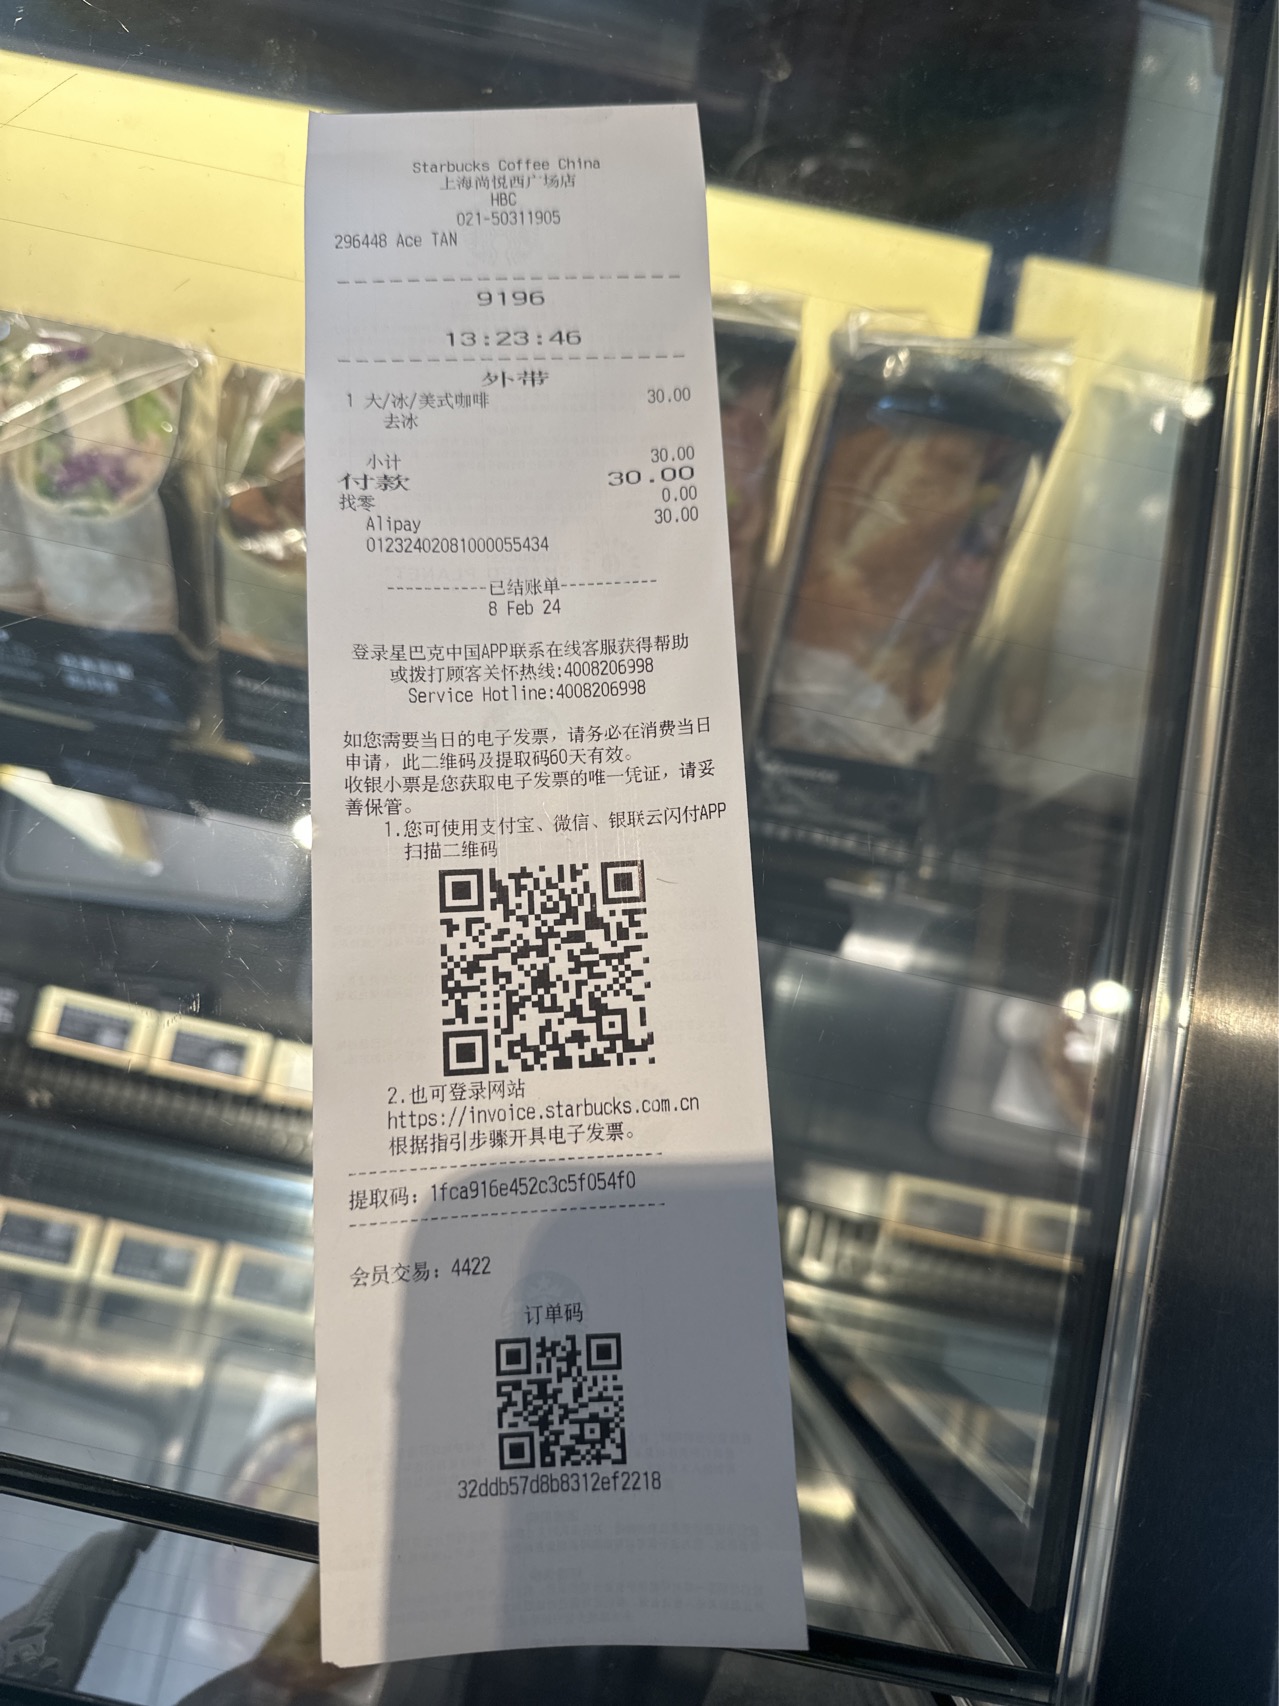 Starbucks Coffee China
上海尚悦西广场店
HBC
021-50311905
296448 Ace TAN
9196
13:23:46
外带
1 大/冰/美式咖啡 30.00
去冰
小计 30.00
付款 30.00
找零 0.00
Alipay 30.00
01232402081000055434
-----------已结账单-----------
8 Feb 24
登录星巴克中国APP联系在线客服获得帮助
或拨打顾客关怀热线:4008206998
Service Hotline:4008206998
如您需要当日的电子发票，请务必在消费当日
申请，此二维码及提取码60天有效。
收银小票是您获取电子发票的唯一凭证，请妥
善保管。
1.您可使用支付宝、微信、银联云闪付APP
扫描二维码
2.也可登录网站
https://invoice.starbucks.com.cn
根据指引步骤开具电子发票。
提取码：1fca916e452c3c5f054f0
会员交易：4422
订单码
32ddb57d8b8312ef2218